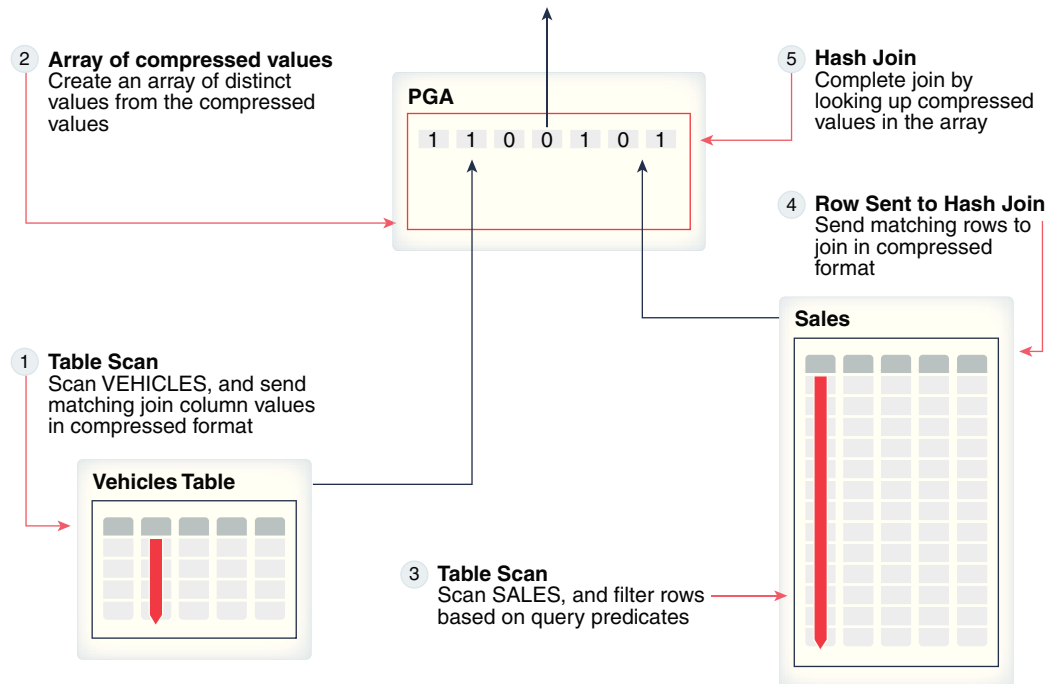 2 Array of compressed values
Create an array of distinct
values from the compressed
values
PGA
1 1 0 0 1 0 1
5 Hash Join
Complete join by
looking up compressed
values in the array
4 Row Sent to Hash Join
Send matching rows to
join in compressed
format
Sales
1 Table Scan
Scan VEHICLES, and send
matching join column values
in compressed format
Vehicles Table
3 Table Scan
Scan SALES, and filter rows
based on query predicates